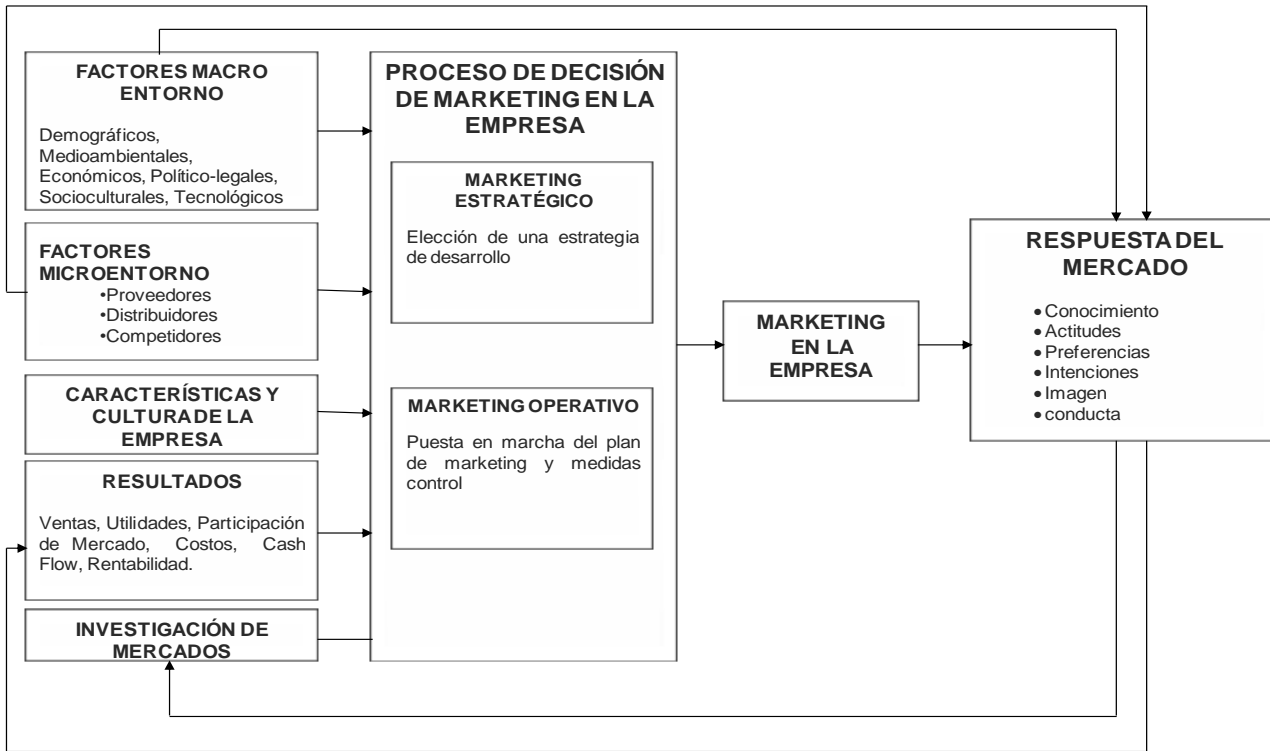 FACTORES MACRO
ENTORNO
Demográficos,
Medioambientales,
Económicos, Político-legales,
Socioculturales, Tecnológicos
FACTORES
MICROENTORNO
•Proveedores
•Distribuidores
•Competidores
CARACTERÍSTICAS Y
CULTURA DE LA
EMPRESA
RESULTADOS
Ventas, Utilidades, Participación
de Mercado, Costos, Cash
Flow, Rentabilidad.
INVESTIGACIÓN DE
MERCADOS
PROCESO DE DECISIÓN
DE MARKETING EN LA
EMPRESA
MARKETING
ESTRATÉGICO
Elección de una estrategia
de desarrollo
MARKETING OPERATIVO
Puesta en marcha del plan
de marketing y medidas
control
MARKETING
EN LA
EMPRESA
RESPUESTA DEL
MERCADO
• Conocimiento
• Actitudes
• Preferencias
• Intenciones
• Imagen
• conducta